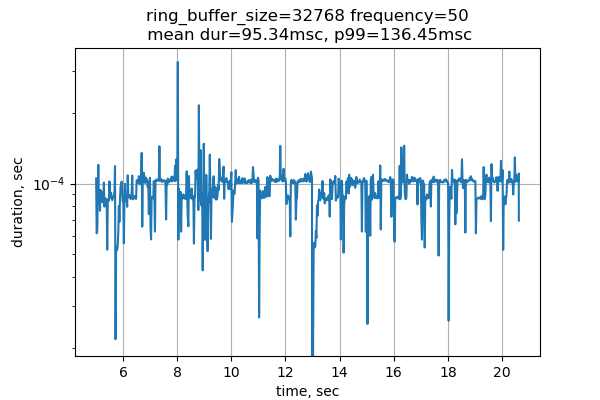 ring_buffer_size=32768 frequency=50
mean dur=95.34msc, p99=136.45msc
duration, sec
10⁻⁴
6 8 10 12 14 16 18 20
time, sec